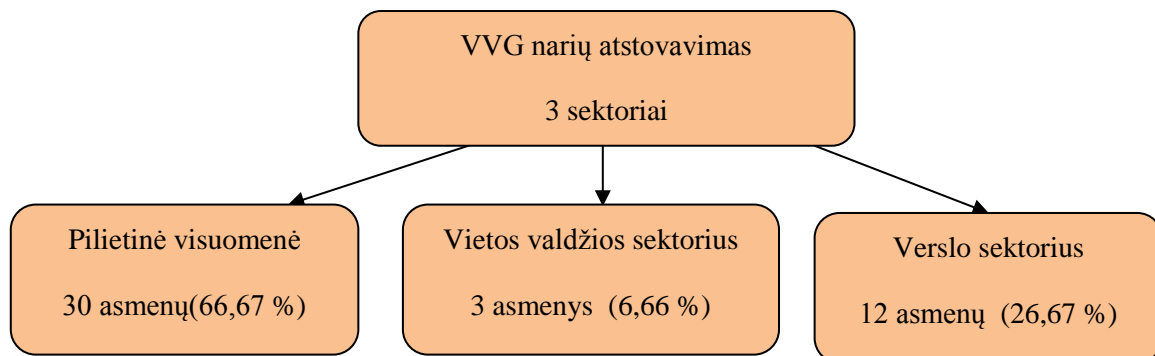 VVG narių atstovavimas
3 sektoriai
Pilietinė visuomenė
30 asmenų(66,67 %)
Vietos valdžios sektorius
3 asmenys  (6,66 %)
Verslo sektorius
12 asmenų  (26,67 %)